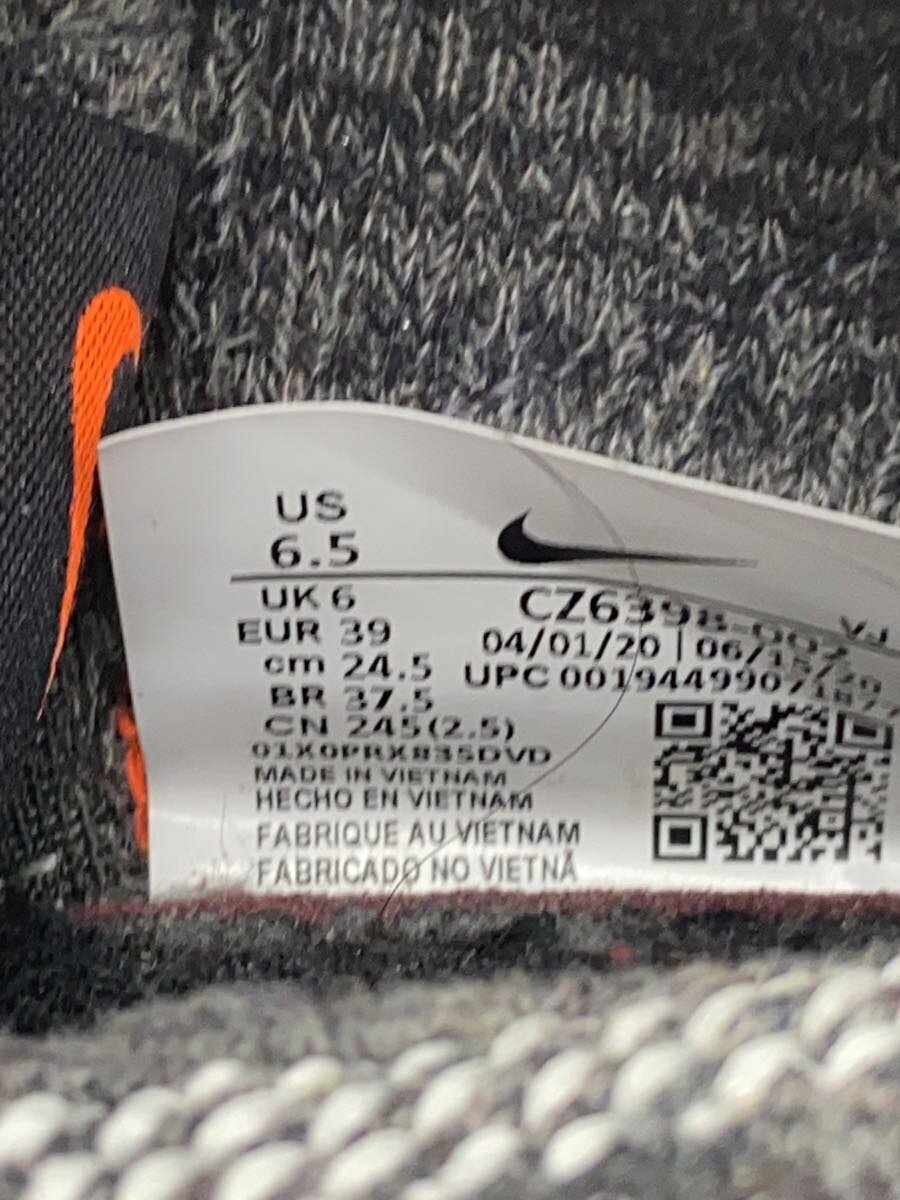 US
6.5
UK 6
EUR 39
cm 24.5
BR 37.5
CN 245(2.5)
01X0PRX835DVD
MADE IN VIETNAM
HECHO EN VIETNAM
FABRIQUE AU VIETNAM
FABRICADO NO VIETNÃ
VJ
04/01/20 |
UPC